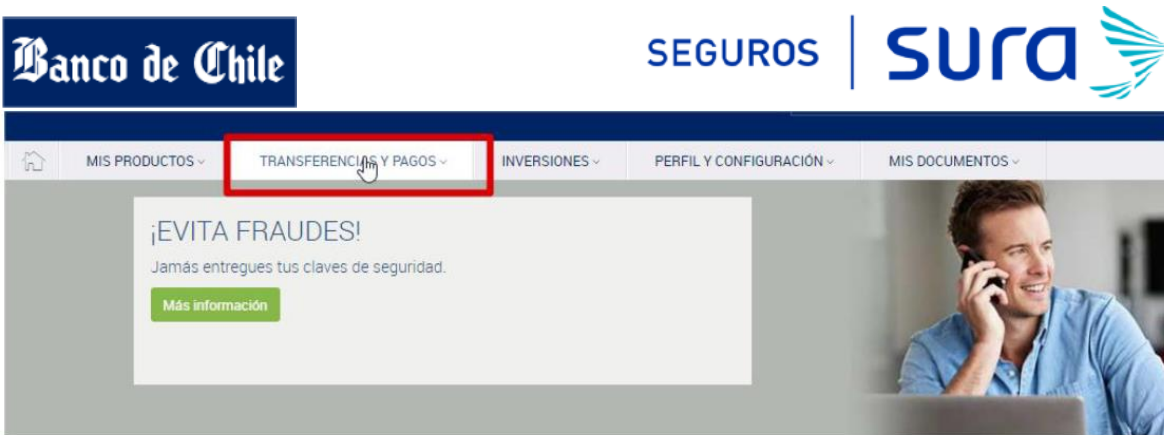 Banco de Chile
SEGUROS
sura
MIS PRODUCTOS
TRANSFERENCIAS Y PAGOS
INVERSIONES
PERFIL Y CONFIGURACIÓN
MIS DOCUMENTOS
¡EVITA FRAUDES!
Jamás entregues tus claves de seguridad.
Más información